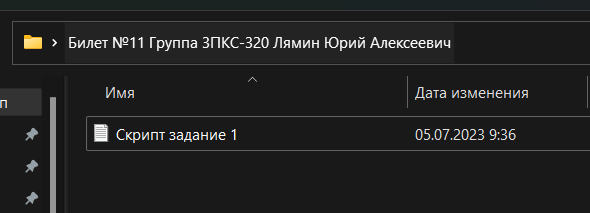 Билет №11 Группа 3ПКС-320 Лямин Юрий Алексеевич
Имя Дата изменения
п
Скрипт задание 1 05.07.2023 9:36